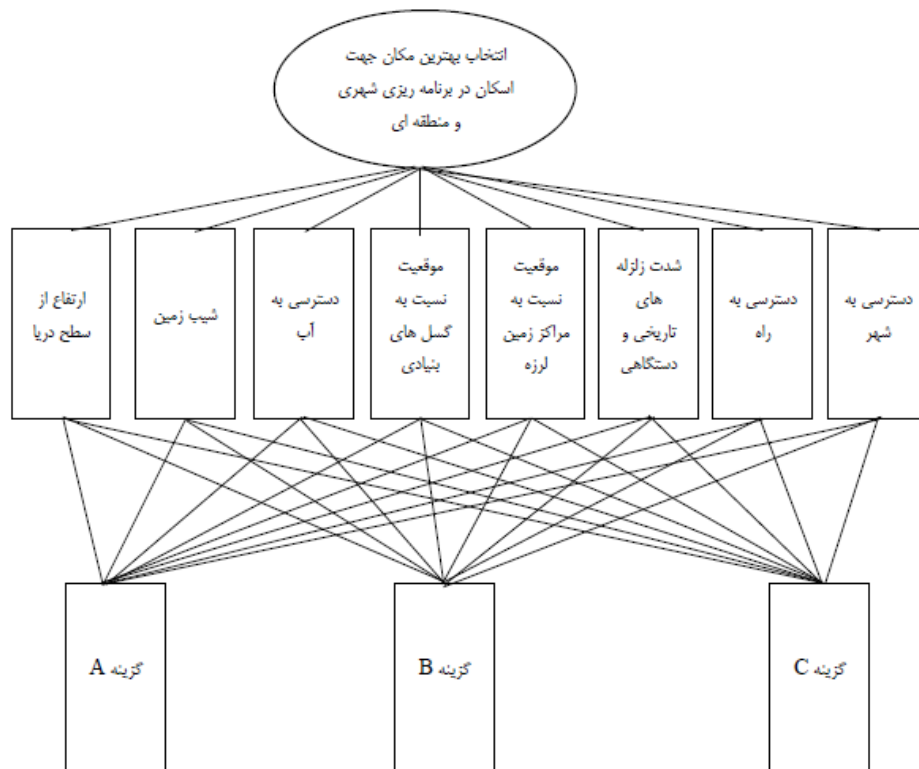 انتخاب بهترین مکان جهت
اسکان در برنامه ریزی شهری
و منطقه ای
دسترسی به
شهر
دسترسی به
راه
شدت زلزله
های
تاریخی و
دستگاهی
موقعیت
نسبت به
مراکز زمین
لرزه
موقعیت
نسبت به
گسل های
بنیادی
دسترسی به
آب
شیب زمین
ارتفاع از
سطح دریا
گزینه C
گزینه B
گزینه A